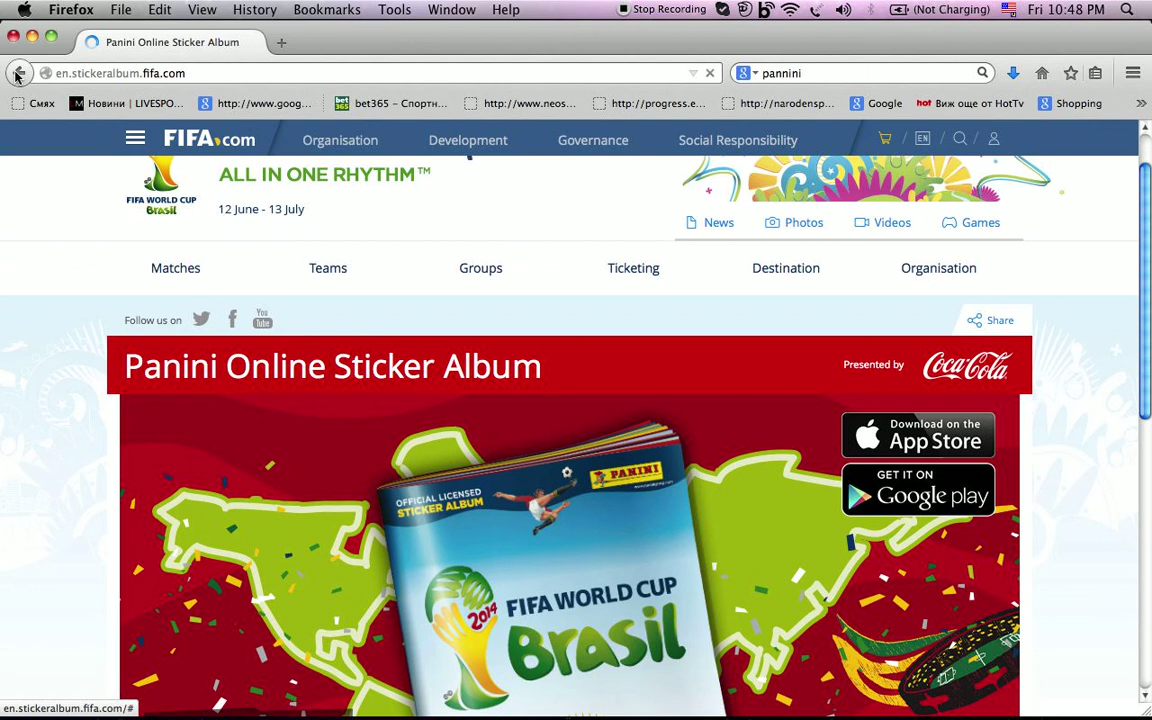 Firefox File Edit View History Bookmarks Tools Window Help Stop Recording (Not Charging) Fri 10:48 PM
Panini Online Sticker Album
en.stickeralbum.fifa.com pannini
Смях Новини | LIVESPO... http://www.goog... bet365 – Спортн... http://www.neos... http://progress.e... http://narodensp... Google hot Виж още от HotTv Shopping
FIFA.com Organisation Development Governance Social Responsibility EN
ALL IN ONE RHYTHM™
FIFA WORLD CUP
Brasil
12 June - 13 July
News Photos Videos Games
Matches Teams Groups Ticketing Destination Organisation
Follow us on You Tube Share
Panini Online Sticker Album Presented by Coca-Cola
Download on the
App Store
GET IT ON
Google play
OFFICIAL LICENSED
STICKER ALBUM
PANINI
2014
FIFA WORLD CUP
Brasil
en.stickeralbum.fifa.com/#